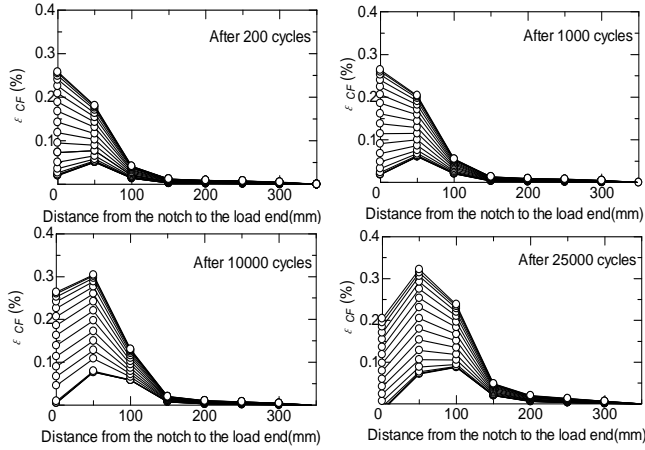 0.4
After 200 cycles
0.3
0.2
0.1
ε CF (%)
0 100 200 300
Distance from the notch to the load end(mm)
0.4
After 1000 cycles
0.3
0.2
0.1
ε CF (%)
0 100 200 300
Distance from the notch to the load end(mm)
0.4
After 10000 cycles
0.3
0.2
0.1
ε CF (%)
0 100 200 300
Distance from the notch to the load end(mm)
0.4
After 25000 cycles
0.3
0.2
0.1
ε CF (%)
0 100 200 300
Distance from the notch to the load end(mm)